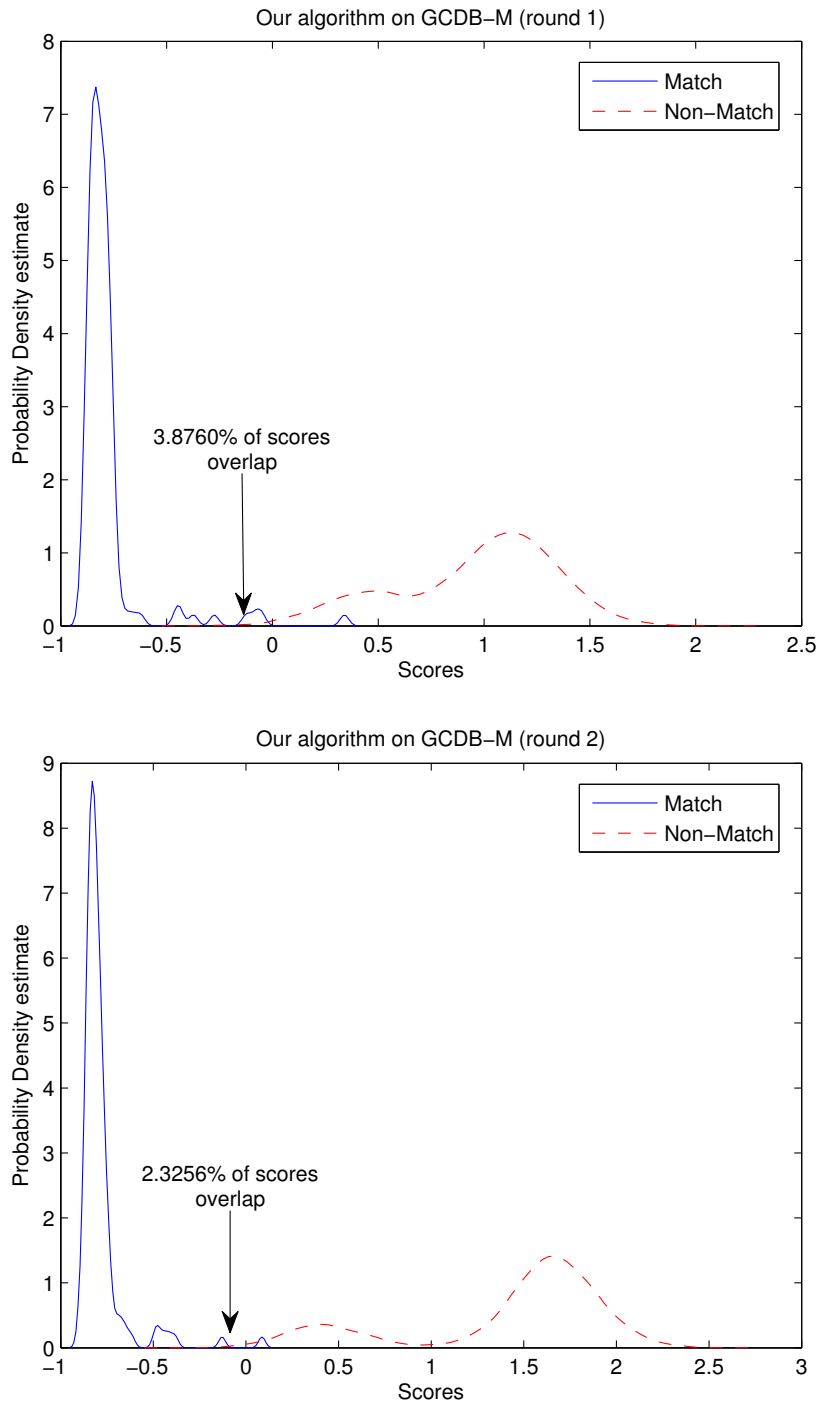 Our algorithm on GCDB−M (round 1)
8
7
6
5
4
3
2
1
0
Probability Density estimate
Match
Non−Match
3.8760% of scores
overlap
−1
−0.5
0
0.5
1
1.5
2
2.5
Scores
Our algorithm on GCDB−M (round 2)
9
8
7
6
5
4
3
2
1
0
Probability Density estimate
Match
Non−Match
2.3256% of scores
overlap
−1
−0.5
0
0.5
1
1.5
2
2.5
3
Scores